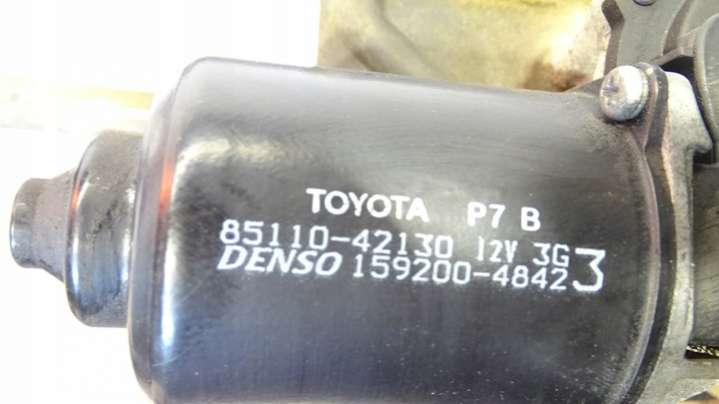 TOYOTA P7 B
85110-42130 12V 3G
DENSO 159200-4842 3